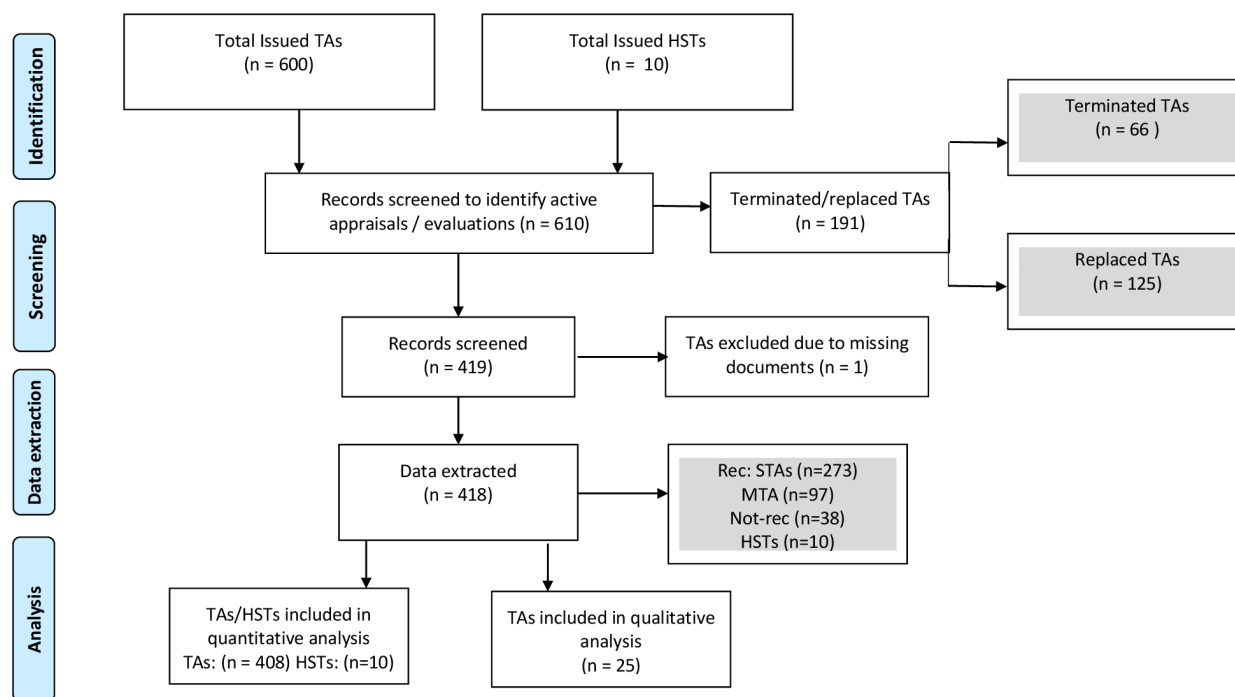 Identification
Total Issued TAs
(n = 600)
Total Issued HSTs
(n = 10)
Terminated TAs
(n = 66 )
Records screened to identify active
appraisals / evaluations (n = 610)
Terminated/replaced TAs
(n = 191)
Replaced TAs
(n = 125)
Screening
Records screened
(n = 419)
TAs excluded due to missing
documents (n = 1)
Data extraction
Data extracted
(n = 418)
Rec: STAs (n=273)
MTA (n=97)
Not-rec (n=38)
HSTs (n=10)
Analysis
TAs/HSTs included in
quantitative analysis
TAs: (n = 408) HSTs: (n=10)
TAs included in qualitative
analysis
(n = 25)